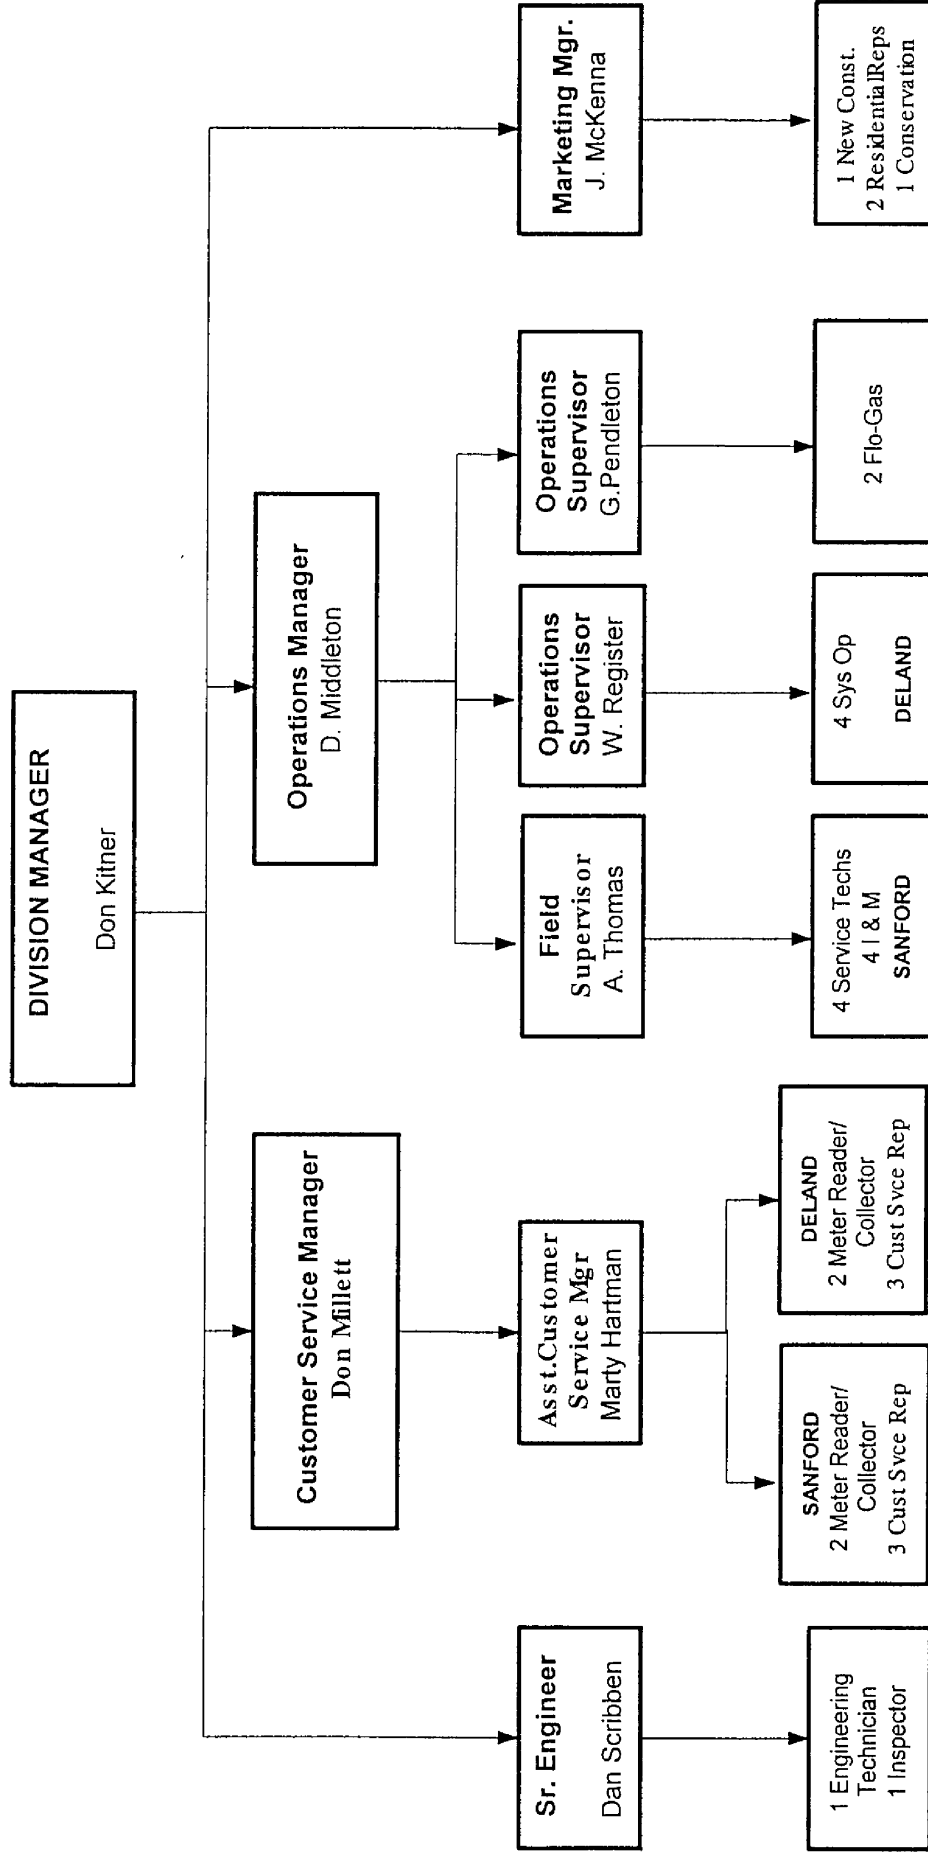 DIVISION MANAGER
Don Kitner
Customer Service Manager
Don Millett
Operations Manager
D. Middleton
Sr. Engineer
Dan Scribben
Asst.Customer
Service Mgr
Marty Hartman
Field
Supervisor
A. Thomas
Operations
Supervisor
W. Register
Operations
Supervisor
G.Pendleton
Marketing Mgr.
J. McKenna
1 Engineering
Technician
1 Inspector
SANFORD
2 Meter Reader/
Collector
3 Cust Svce Rep
DELAND
2 Meter Reader/
Collector
3 Cust Svce Rep
4 Service Techs
4 I & M
SANFORD
4 Sys Op
DELAND
2 Flo-Gas
1 New Const.
2 ResidentialReps
1 Conservation